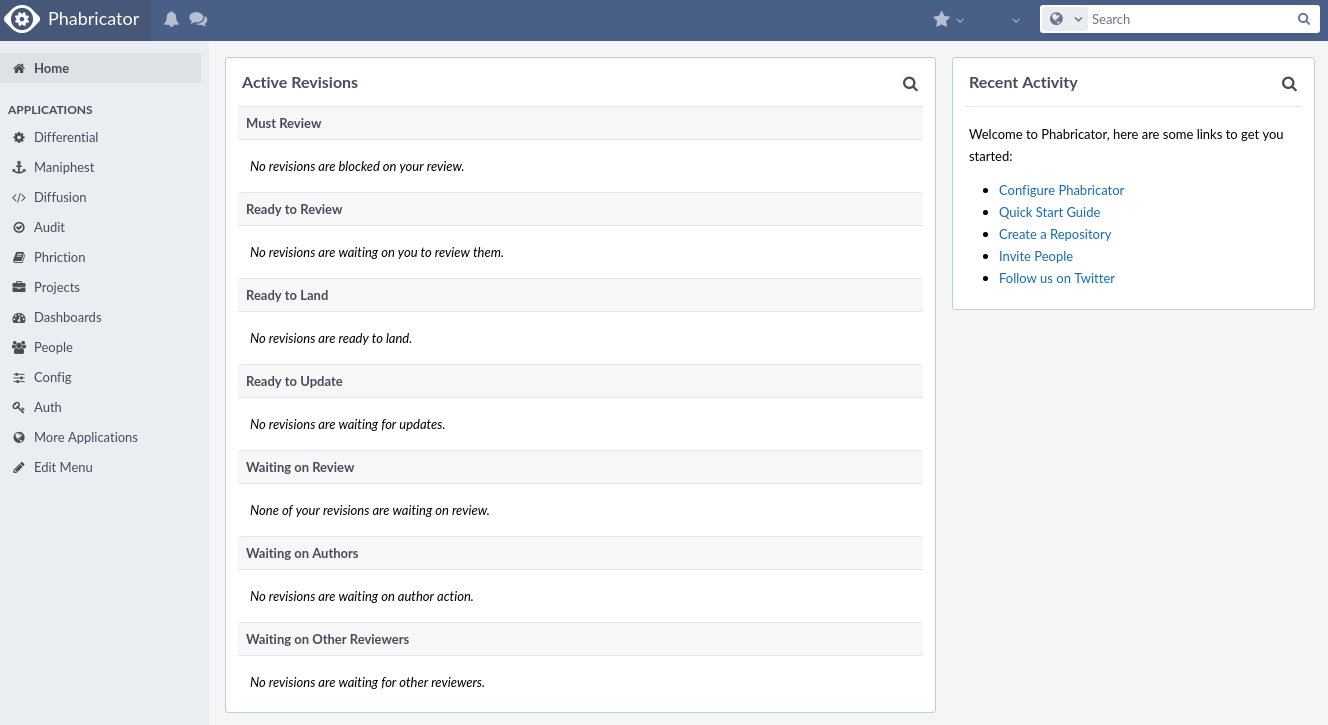 Phabricator
Search
Home
APPLICATIONS
Differential
Maniphest
Diffusion
Audit
Phriction
Projects
Dashboards
People
Config
Auth
More Applications
Edit Menu
Active Revisions
Must Review
No revisions are blocked on your review.
Ready to Review
No revisions are waiting on you to review them.
Ready to Land
No revisions are ready to land.
Ready to Update
No revisions are waiting for updates.
Waiting on Review
None of your revisions are waiting on review.
Waiting on Authors
No revisions are waiting on author action.
Waiting on Other Reviewers
No revisions are waiting for other reviewers.
Recent Activity
Welcome to Phabricator, here are some links to get you
started:
Configure Phabricator
Quick Start Guide
Create a Repository
Invite People
Follow us on Twitter